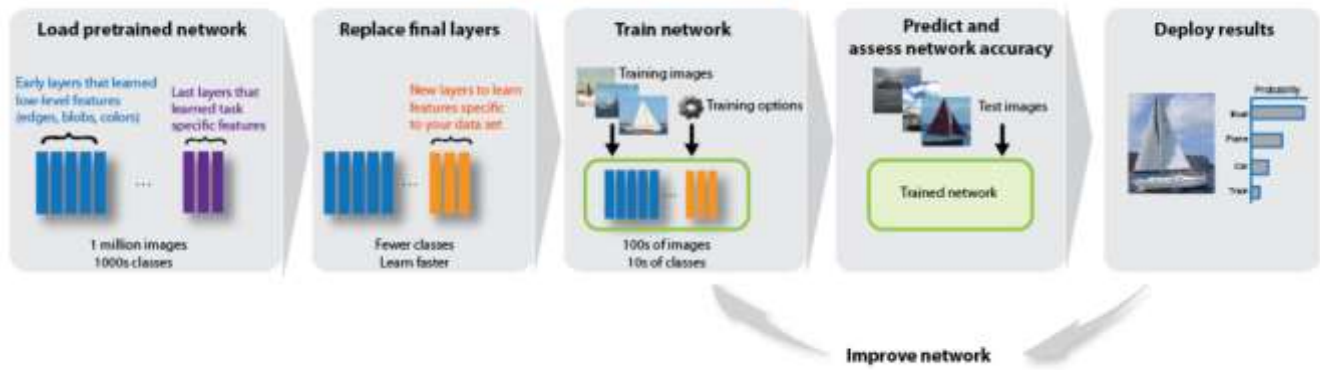 Load pretrained network
Early layers that learned
low-level features
(edges, blobs, colors)
Last layers that
learned task
specific features
...
1 million images
1000s classes
Replace final layers
New layers to learn
features specific
to your data set
...
Fewer classes
Learn faster
Train network
Training images
Training options
...
100s of images
10s of classes
Predict and
assess network accuracy
Test images
Trained network
Deploy results
Probability
Boat
Plane
Car
Train
Improve network